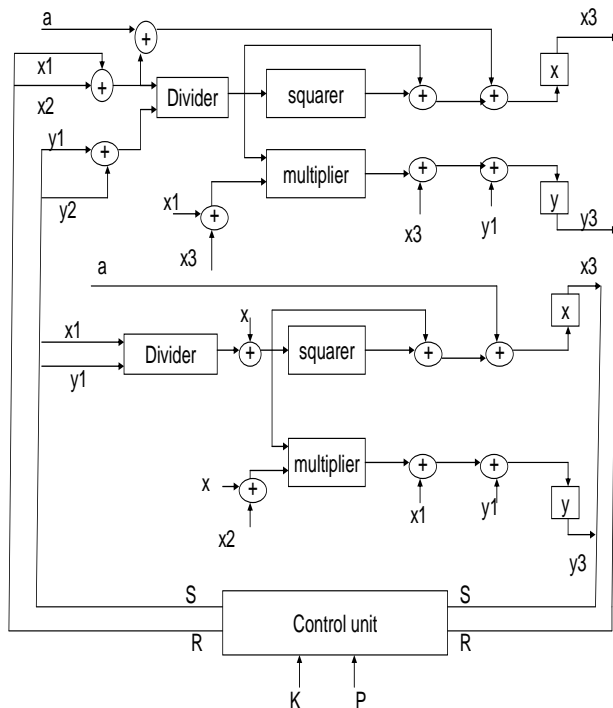 a
x3
+
x1
+
x
x2
Divider
squarer
+
+
y1
+
y2
multiplier
+
+
y
x1
+
x3
y1
y3
x3
a
x3
x
x1
x
Divider
+
squarer
+
+
y1
multiplier
+
+
x
+
y
x1
y1
x2
y3
S
S
Control unit
R
R
K
P